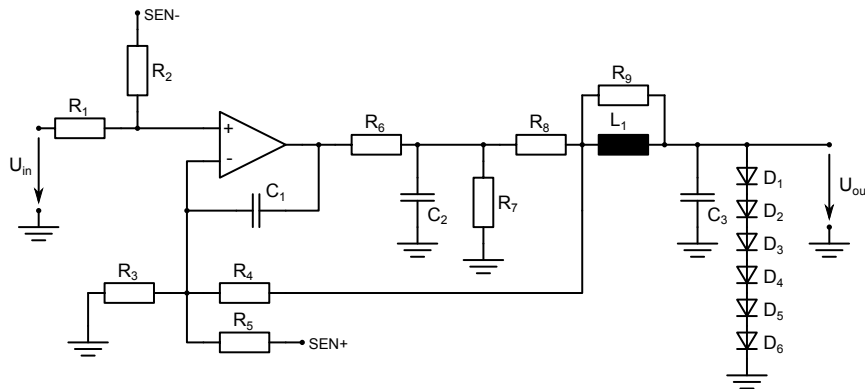 SEN-
R2
R1
+
-
Uin
C1
R6
C2
R7
R8
R9
L1
C3
D1
D2
D3
D4
D5
D6
Uou
R3
R4
R5
SEN+